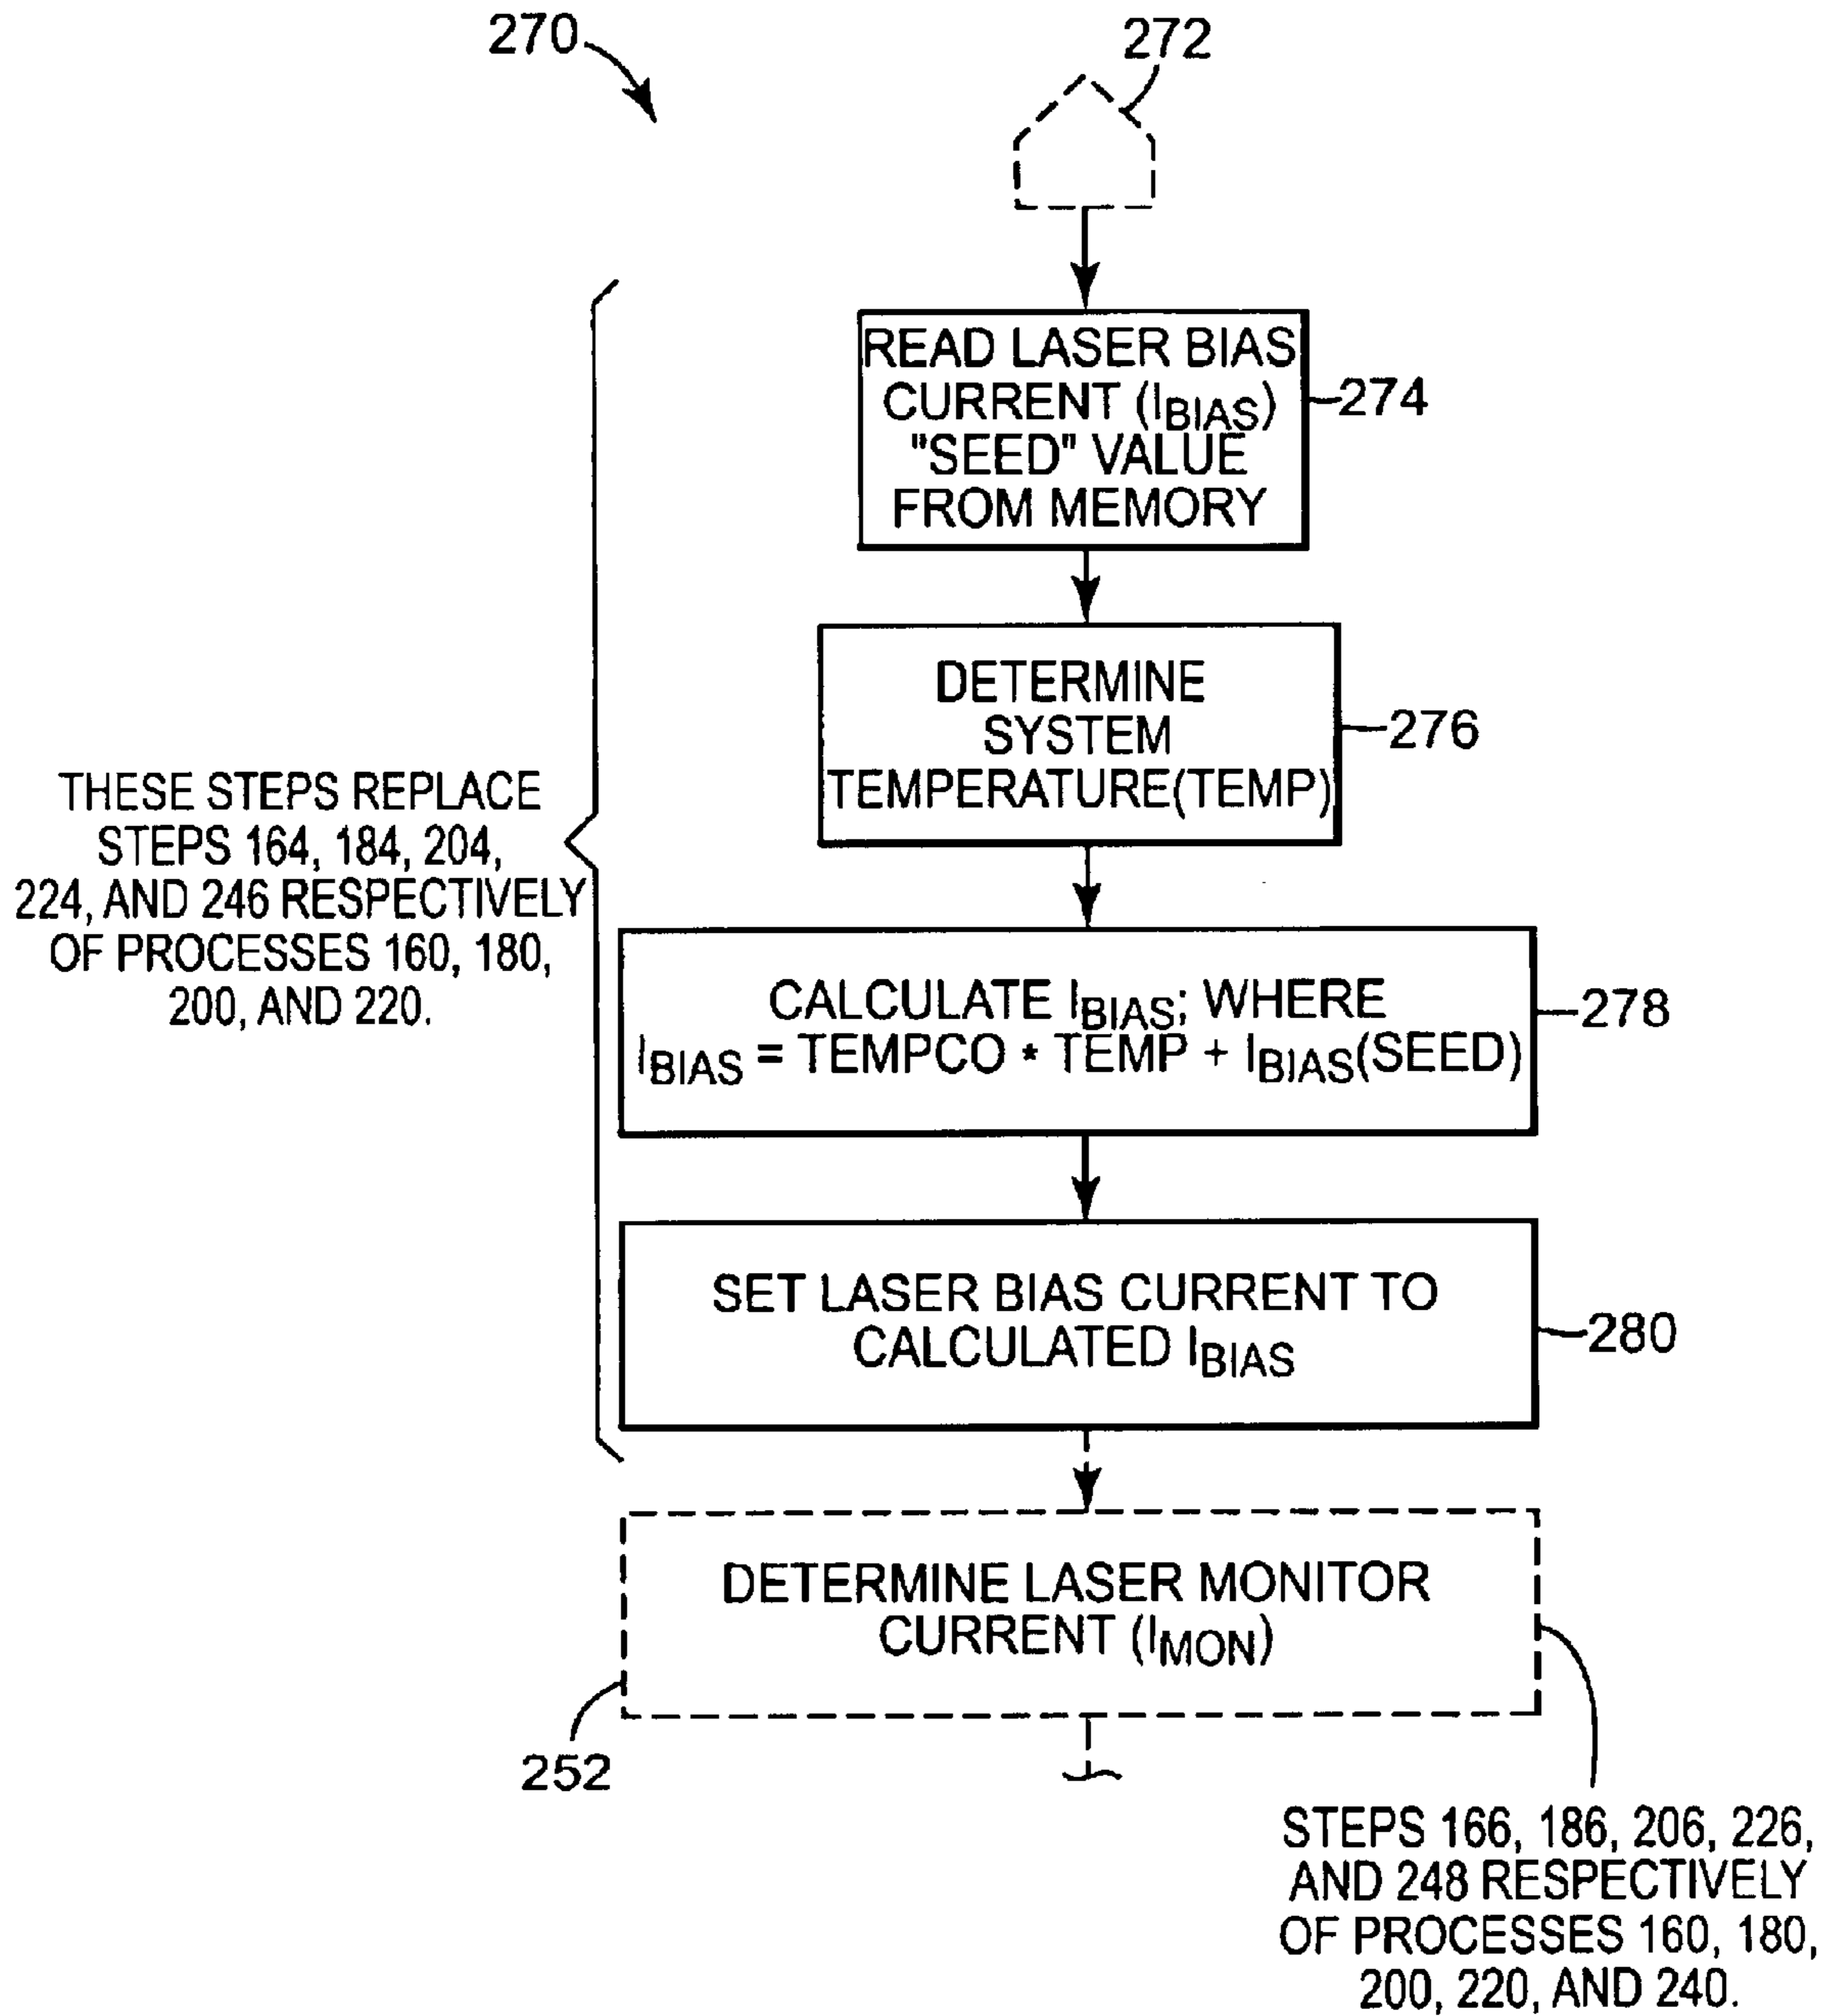 270
272
READ LASER BIAS
CURRENT (IBIAS)
"SEED" VALUE
FROM MEMORY
274
DETERMINE
SYSTEM
TEMPERATURE(TEMP)
276
THESE STEPS REPLACE
STEPS 164, 184, 204,
224, AND 246 RESPECTIVELY
OF PROCESSES 160, 180,
200, AND 220.
CALCULATE IBIAS; WHERE
IBIAS = TEMPCO * TEMP + IBIAS(SEED)
278
SET LASER BIAS CURRENT TO
CALCULATED IBIAS
280
DETERMINE LASER MONITOR
CURRENT (IMON)
252
STEPS 166, 186, 206, 226,
AND 248 RESPECTIVELY
OF PROCESSES 160, 180,
200, 220, AND 240.